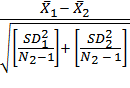 X̄₁ − X̄₂
√[SD₁²/N₂−1] + [SD₂²/N₂ − 1]